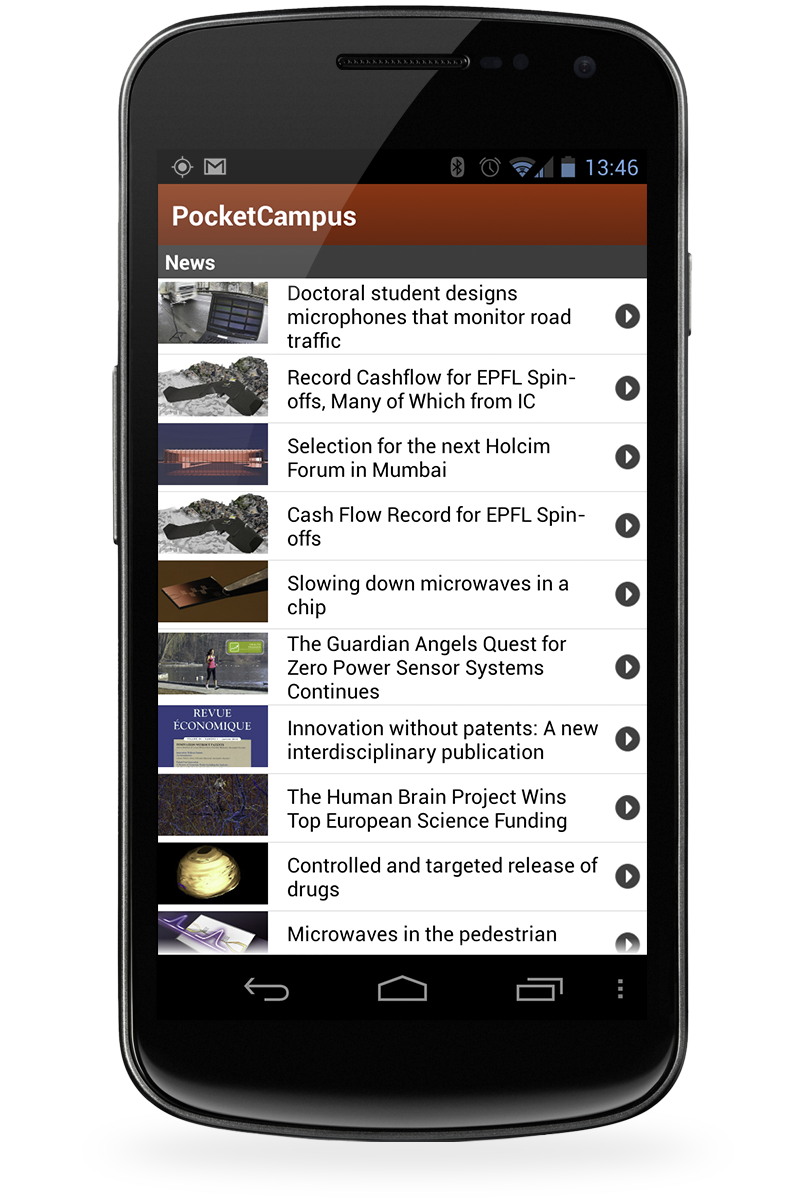 13:46
PocketCampus
News
Doctoral student designs
microphones that monitor road
traffic
Record Cashflow for EPFL Spin-
offs, Many of Which from IC
Selection for the next Holcim
Forum in Mumbai
Cash Flow Record for EPFL Spin-
offs
Slowing down microwaves in a
chip
The Guardian Angels Quest for
Zero Power Sensor Systems
Continues
REVUE
ÉCONOMIQUE
Innovation without patents: A new
interdisciplinary publication
The Human Brain Project Wins
Top European Science Funding
Controlled and targeted release of
drugs
Microwaves in the pedestrian